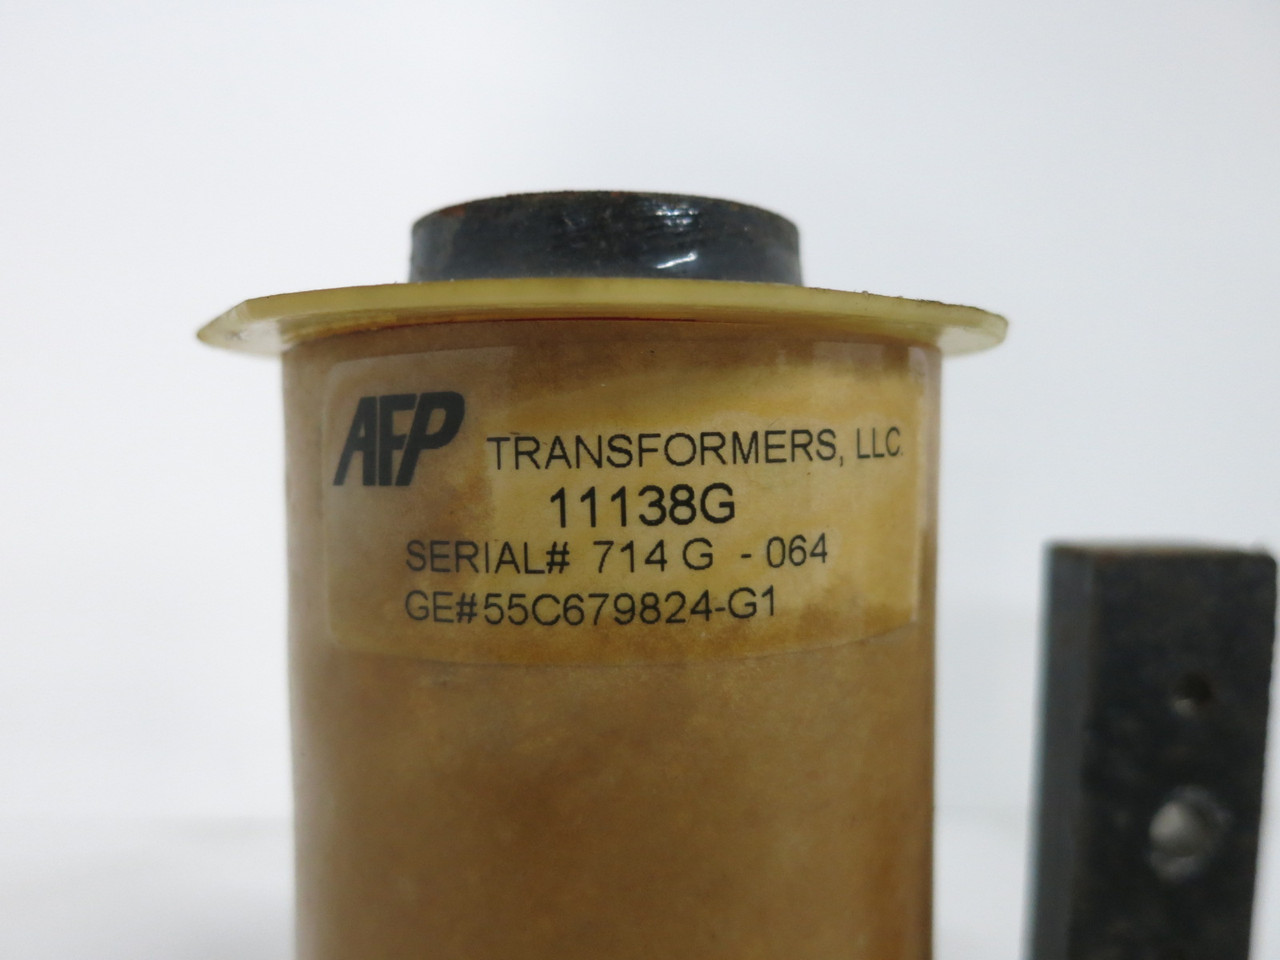 AFP TRANSFORMERS, LLC.
11138G
SERIAL# 714 G - 064
GE#55C679824-G1